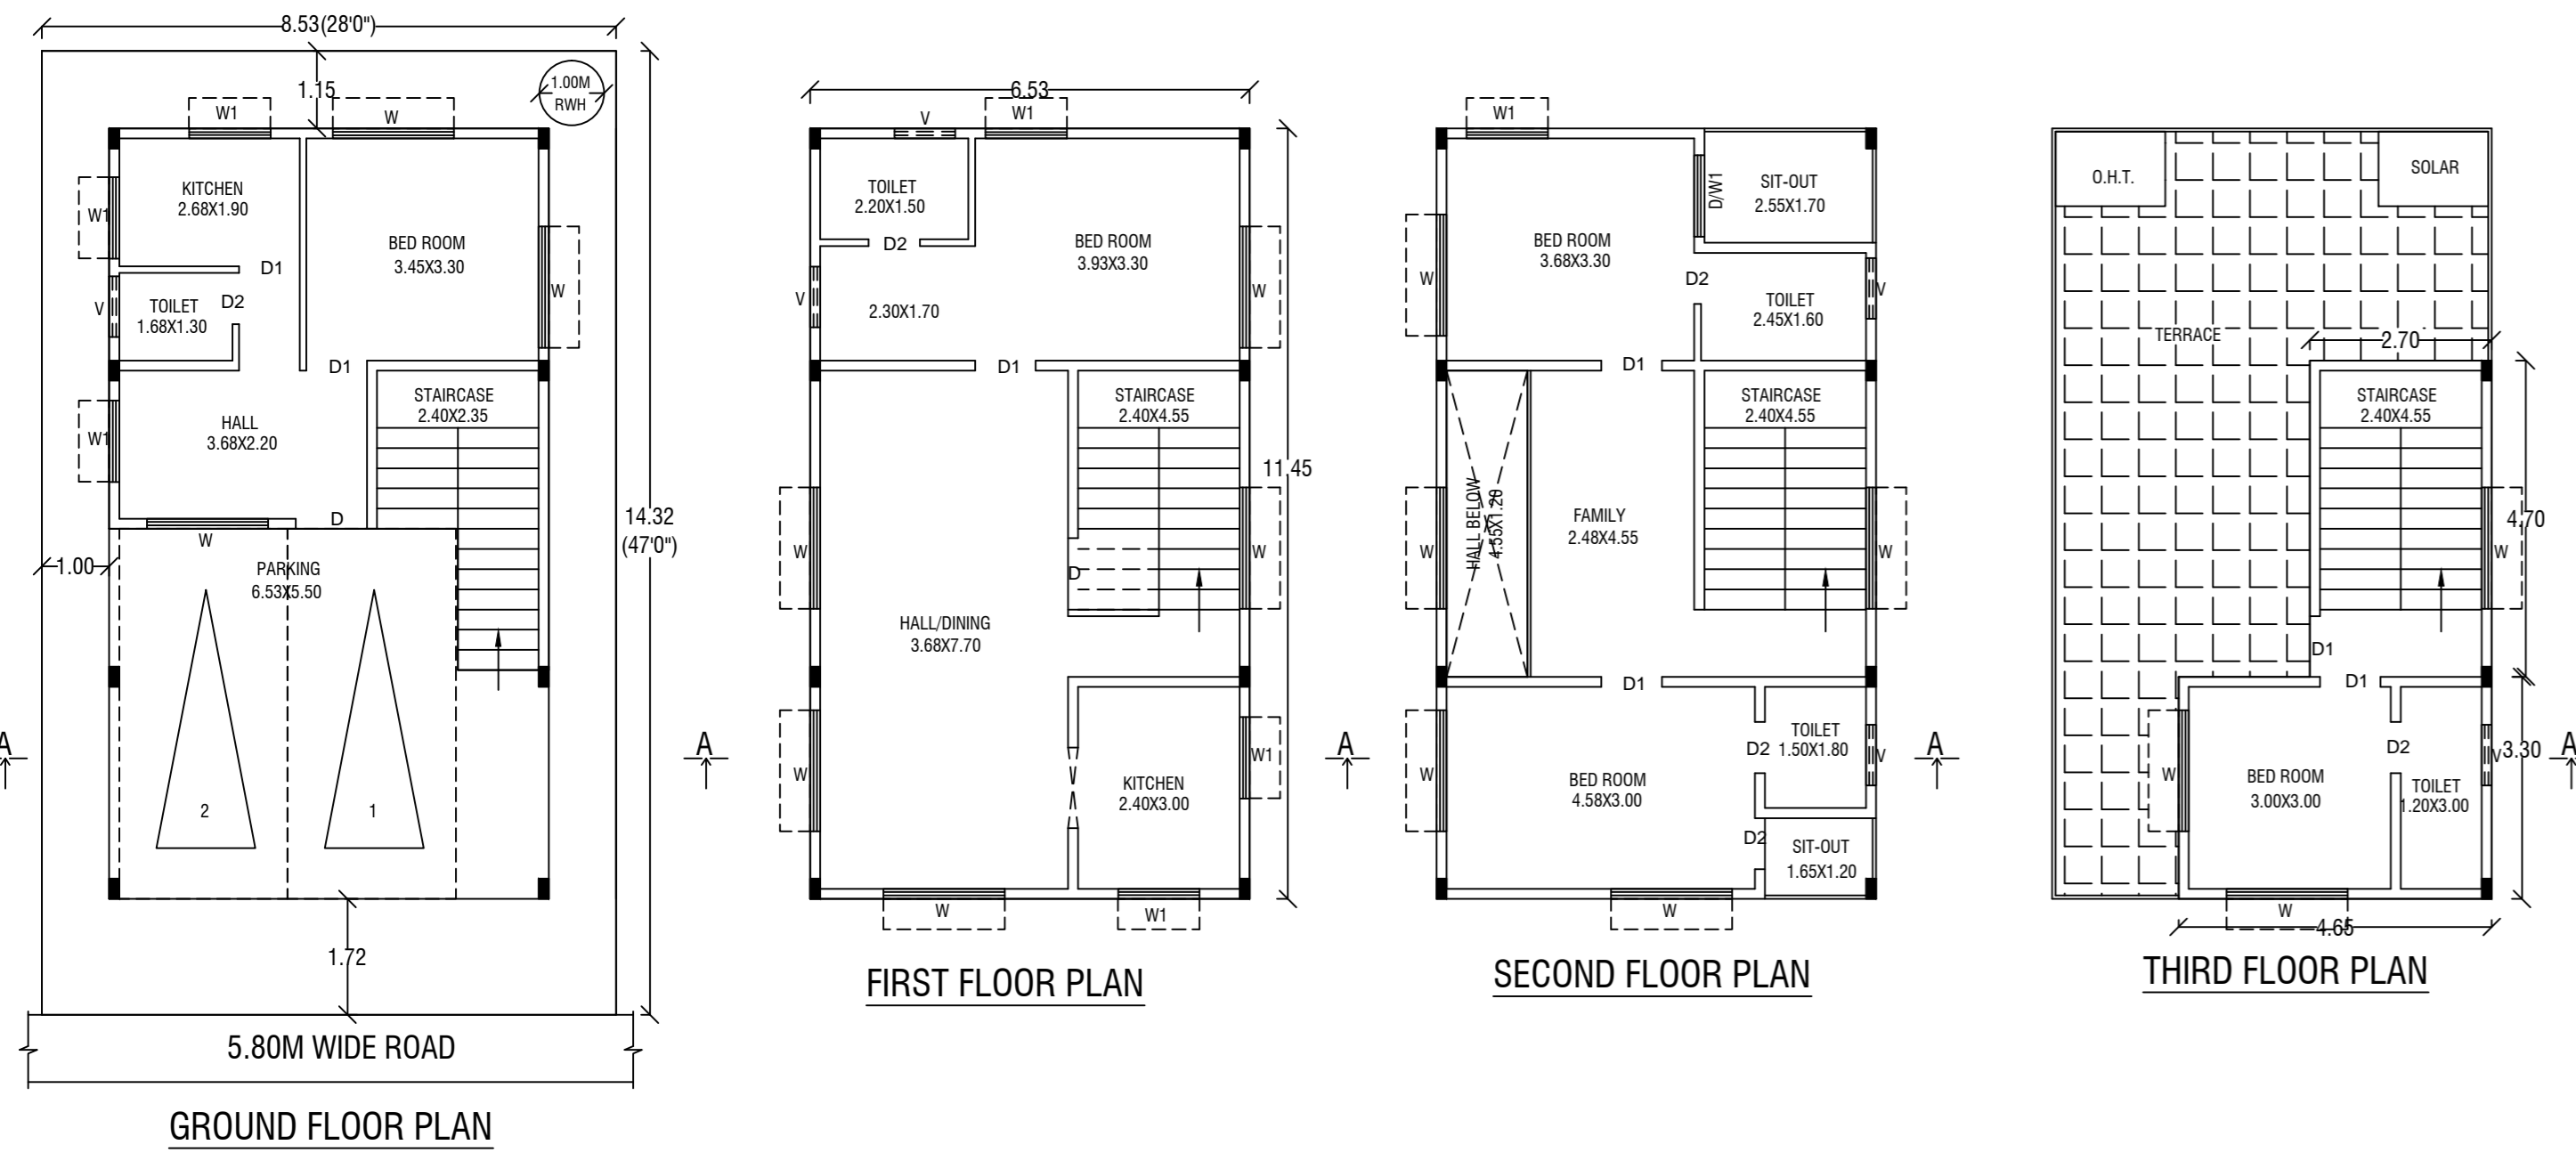 8.53(28'0")
1.15
1.00M
RWH
W1
W
KITCHEN
2.68X1.90
W1
BED ROOM
3.45X3.30
D1
W
V
TOILET
1.68X1.30
D2
D1
STAIRCASE
2.40X2.35
HALL
3.68X2.20
W1
D
W
14.32
(47'0")
1.00
PARKING
6.53X5.50
A
2
1
1.72
5.80M WIDE ROAD
GROUND FLOOR PLAN
6.53
V
W1
TOILET
2.20X1.50
D2
BED ROOM
3.93X3.30
V
2.30X1.70
W
D1
STAIRCASE
2.40X4.55
11.45
W
D
W
HALL/DINING
3.68X7.70
A
W
W1
KITCHEN
2.40X3.00
W
W1
FIRST FLOOR PLAN
W1
D/W1
SIT-OUT
2.55X1.70
BED ROOM
3.68X3.30
W
D2
V
TOILET
2.45X1.60
D1
STAIRCASE
2.40X4.55
HALL BELOW
4.55X1.20
FAMILY
2.48X4.55
W
W
D1
A
TOILET
1.50X1.80
D2
V
W
BED ROOM
4.58X3.00
D2
SIT-OUT
1.65X1.20
W
SECOND FLOOR PLAN
O.H.T.
SOLAR
TERRACE
2.70
STAIRCASE
2.40X4.55
4.70
W
D1
D1
A
D2
V
3.30
W
BED ROOM
3.00X3.00
TOILET
1.20X3.00
A
W
4.65
THIRD FLOOR PLAN